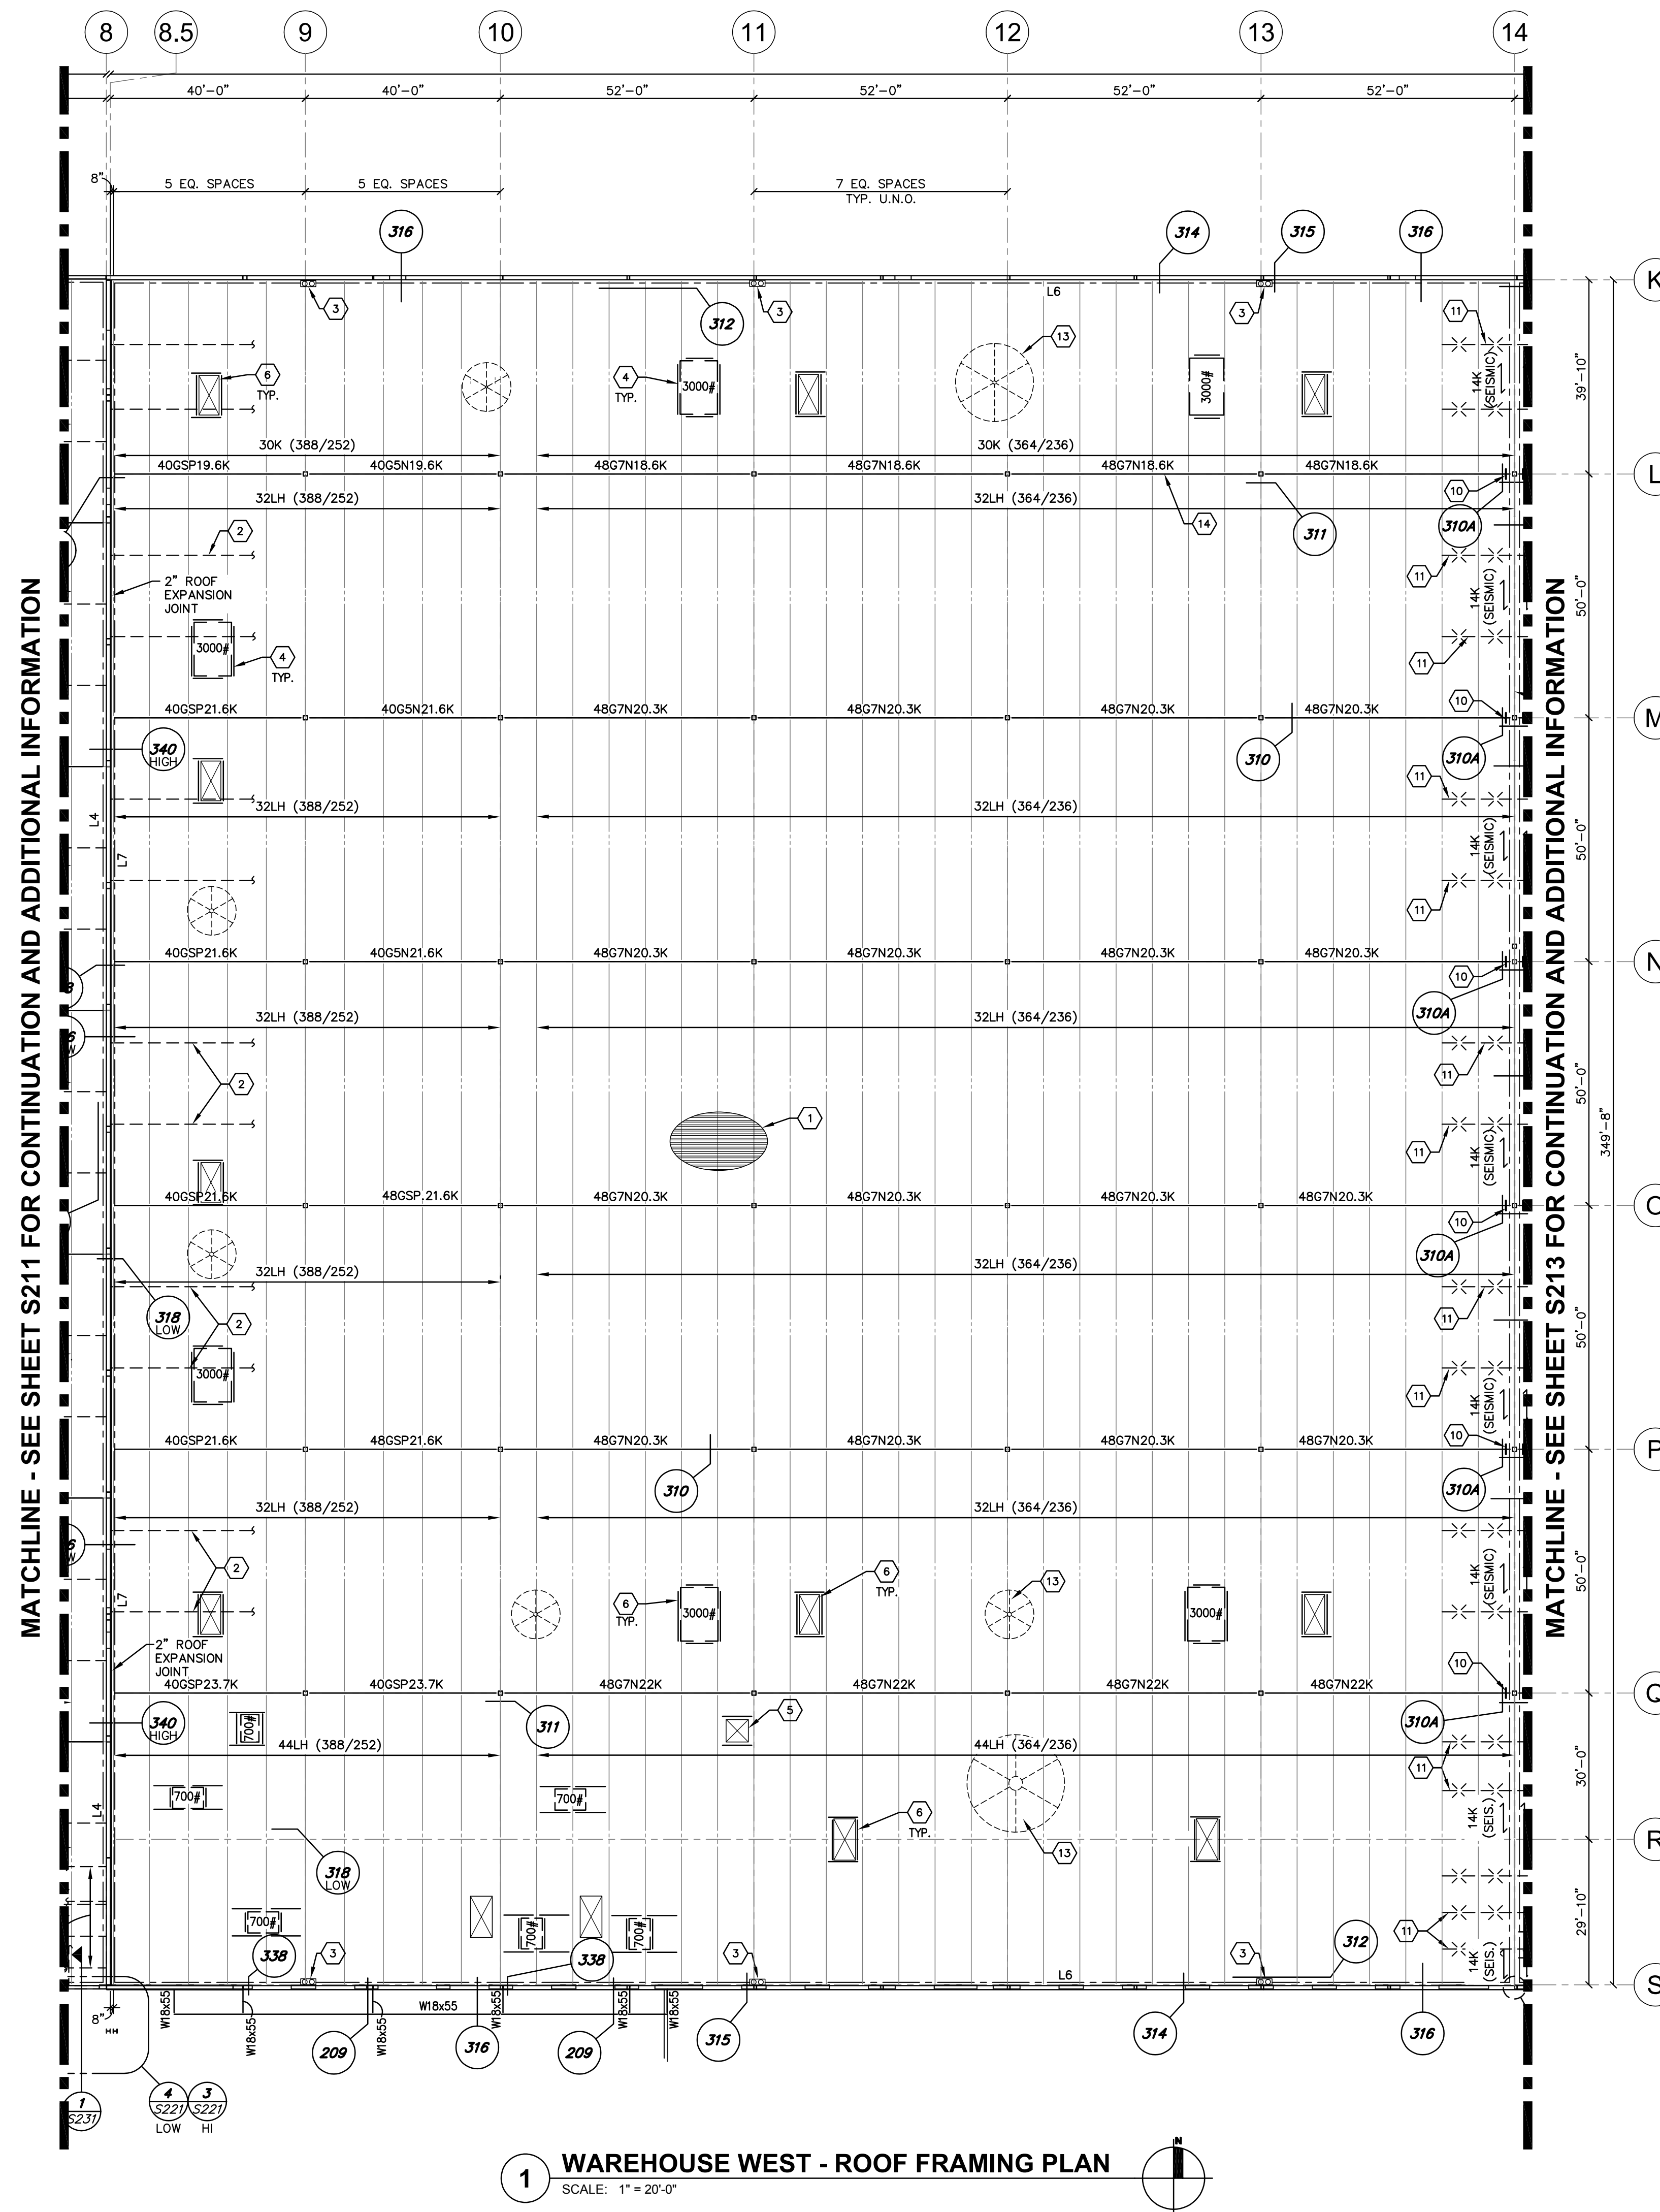 8 8.5 9 10 11 12 13 14
40'-0" 40'-0" 52'-0" 52'-0" 52'-0" 52'-0"
8" 5 EQ. SPACES 5 EQ. SPACES 7 EQ. SPACES
TYP. U.N.O.
316 314 315 316
K
L6
3 3 3 11
312
13
6 4 3000# 3000# 14K
(SEISMIC)
39'-10"
TYP. TYP.
30K (388/252) 30K (364/236)
40GSP19.6K 40G5N19.6K 48G7N18.6K 48G7N18.6K 48G7N18.6K 48G7N18.6K
L
10
32LH (388/252) 32LH (364/236)
2 14 311 310A
2" ROOF
EXPANSION
JOINT
11
14K
(SEISMIC)
50'-0"
3000#
4
TYP.
11
10
40GSP21.6K 40G5N21.6K 48G7N20.3K 48G7N20.3K 48G7N20.3K 48G7N20.3K
M
340
HIGH
310 310A
11
32LH (388/252) 32LH (364/236)
L4
L7
14K
(SEISMIC)
50'-0"
11
40GSP21.6K 40G5N21.6K 48G7N20.3K 48G7N20.3K 48G7N20.3K 48G7N20.3K
N
10
310A
32LH (388/252) 32LH (364/236)
2 11
50'-0"
349'-8"
1
11
14K
(SEISMIC)
40GSP21.6K 48GSP.21.6K 48G7N20.3K 48G7N20.3K 48G7N20.3K 48G7N20.3K
10
310A
32LH (388/252) 32LH (364/236)
318
LOW
2 11
50'-0"
3000#
11
14K
(SEISMIC)
40GSP21.6K 48GSP21.6K 48G7N20.3K 48G7N20.3K 48G7N20.3K 48G7N20.3K
10
P
310 310A
32LH (388/252) 32LH (364/236)
2
6 6 13
TYP. TYP.
3000# 3000#
14K
(SEISMIC)
50'-0"
L7
2" ROOF
EXPANSION
JOINT
10
40GSP23.7K 40GSP23.7K 48G7N22K 48G7N22K 48G7N22K 48G7N22K
Q
340
HIGH
700# 311 5 310A
44LH (388/252) 44LH (364/236)
11
30'-0"
700# 700#
L4
6
TYP.
14K
(SEIS.)
13
R
318
LOW
700# 700# 700#
11
29'-10"
338 3 338 3 3 312
14K
(SEIS.)
L6
S
8"
W18x55 W18x55 W18x55 W18x55 W18x55 W18x55 W18x55
209 316 209 315 314 316
1
S231
4
S221
LOW
3
S221
HI
MATCHLINE - SEE SHEET S211 FOR CONTINUATION AND ADDITIONAL INFORMATION
MATCHLINE - SEE SHEET S213 FOR CONTINUATION AND ADDITIONAL INFORMATION
1 WAREHOUSE WEST - ROOF FRAMING PLAN
SCALE: 1" = 20'-0"
N